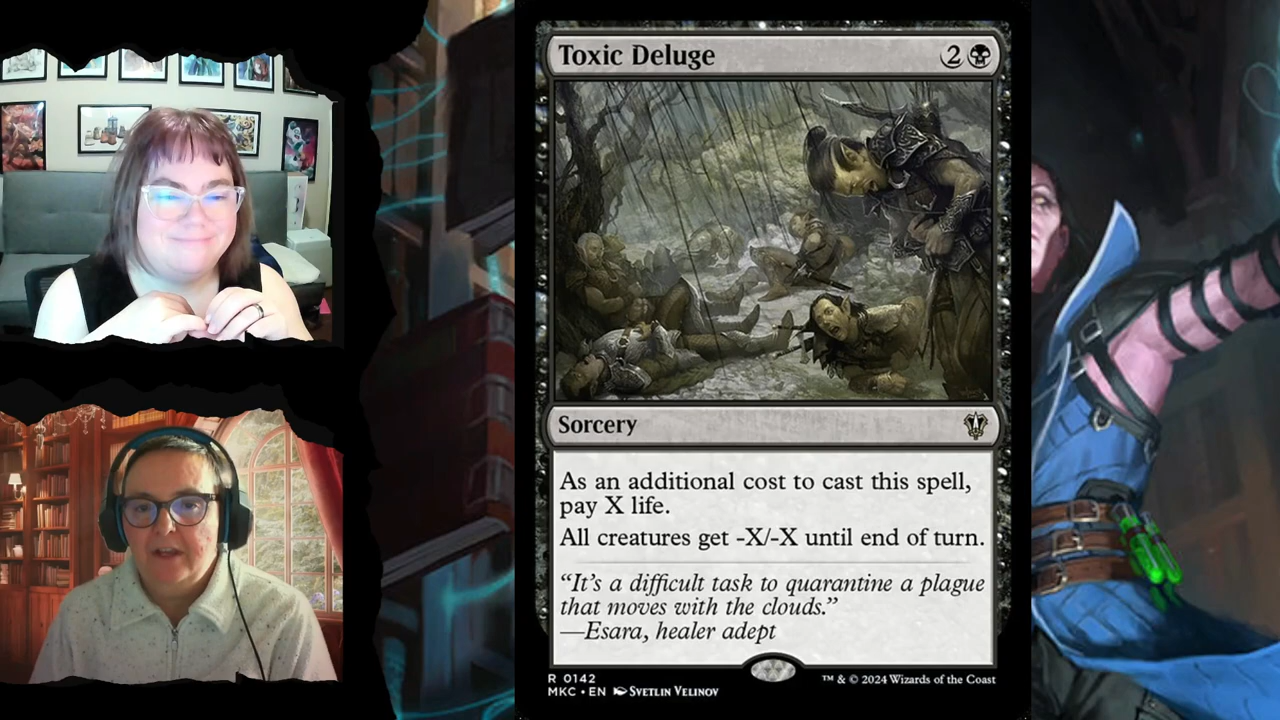 Toxic Deluge 2
Sorcery
As an additional cost to cast this spell,
pay X life.
All creatures get -X/-X until end of turn.
“It's a difficult task to quarantine a plague
that moves with the clouds.”
—Esara, healer adept
R 0142
MKC • EN Svetlin Velinov
™ & © 2024 Wizards of the Coast